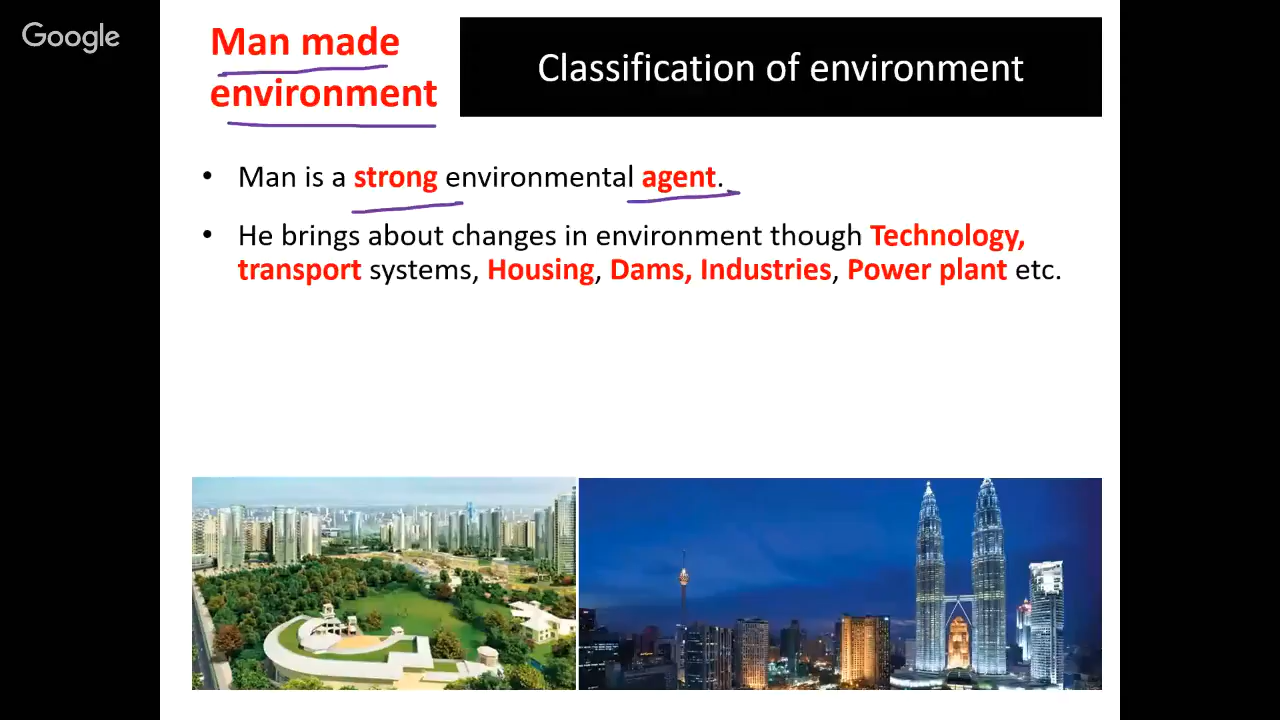 Google
Man made
environment
Classification of environment
• Man is a strong environmental agent.
• He brings about changes in environment though Technology,
transport systems, Housing, Dams, Industries, Power plant etc.